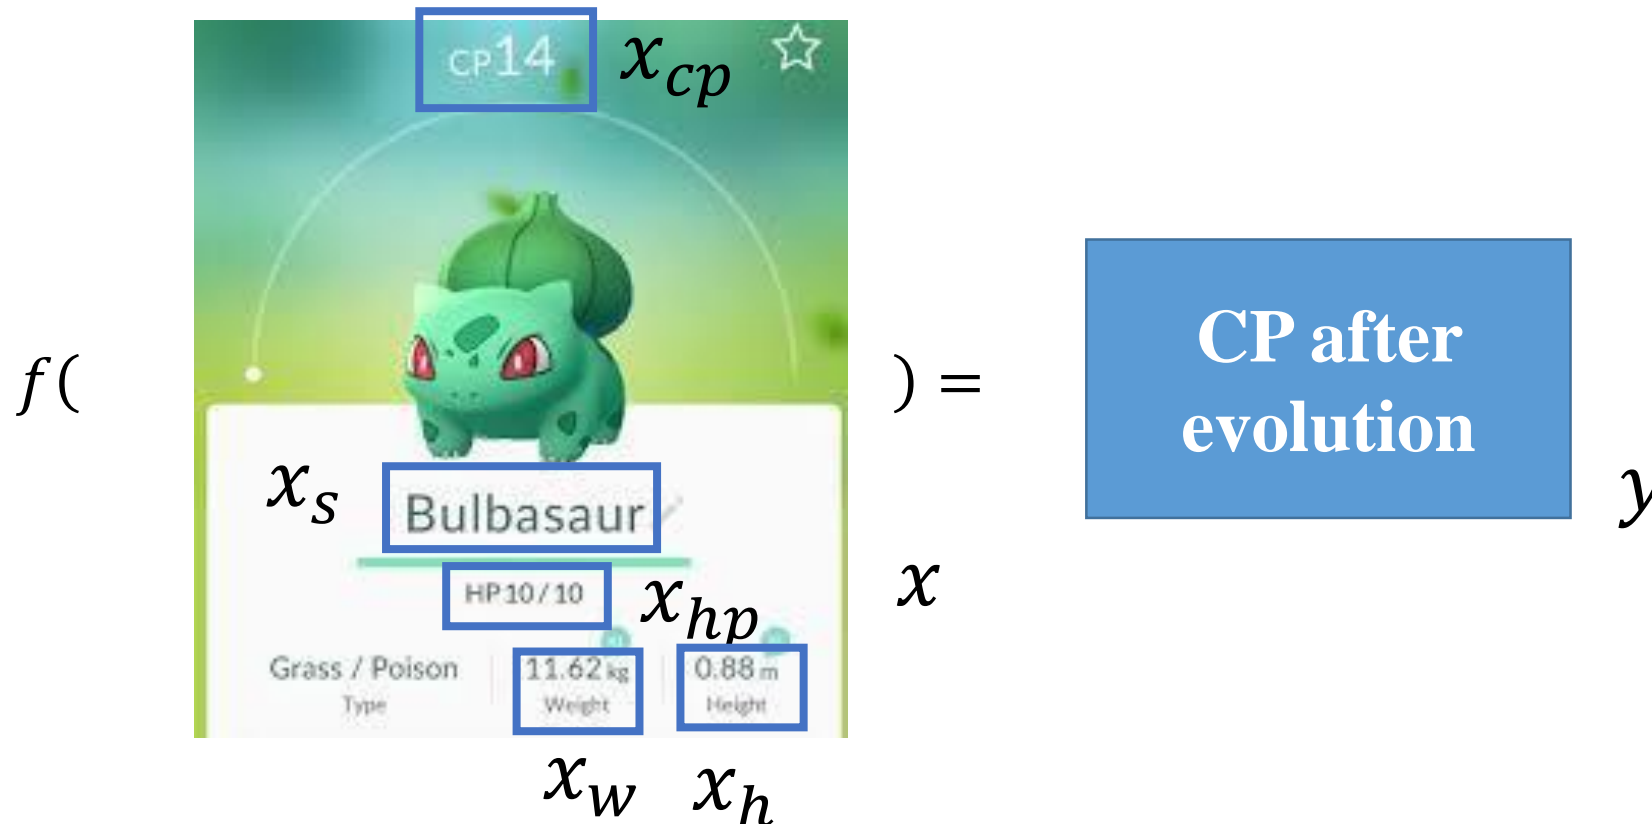 CP14
x_cp
f(
) =
CP after
evolution
x_s
Bulbasaur
y
HP 10 / 10
x_hp
x
Grass / Poison
Type
11.62 kg
Weight
0.88 m
Height
x_w
x_h